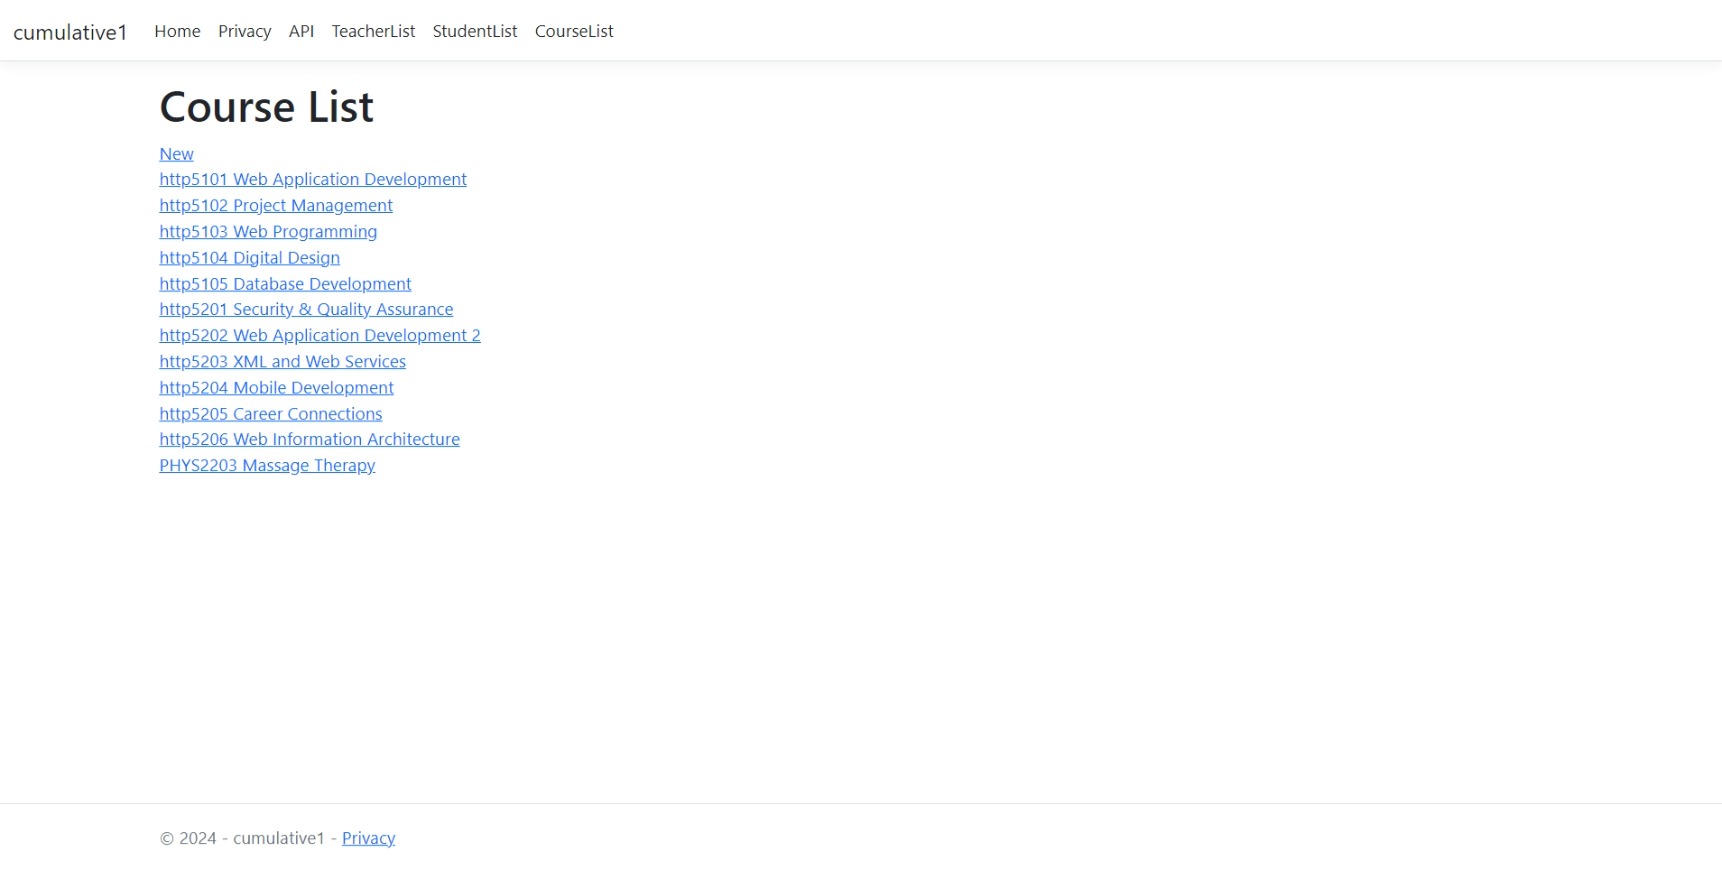 cumulative1 Home Privacy API TeacherList StudentList CourseList
Course List
New
http5101 Web Application Development
http5102 Project Management
http5103 Web Programming
http5104 Digital Design
http5105 Database Development
http5201 Security & Quality Assurance
http5202 Web Application Development 2
http5203 XML and Web Services
http5204 Mobile Development
http5205 Career Connections
http5206 Web Information Architecture
PHYS2203 Massage Therapy
© 2024 - cumulative1 - Privacy